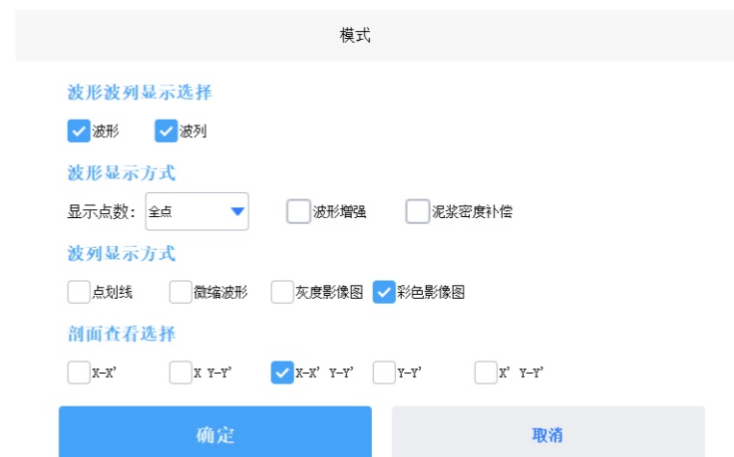 模式
波形波列显示选择
波形 波列
波形显示方式
显示点数: 全点 波形增强 泥浆密度补偿
波列显示方式
点划线 微缩波形 灰度影像图 彩色影像图
剖面查看选择
X-X' X Y-Y' X-X' Y-Y' Y-Y' X' Y-Y'
确定 取消